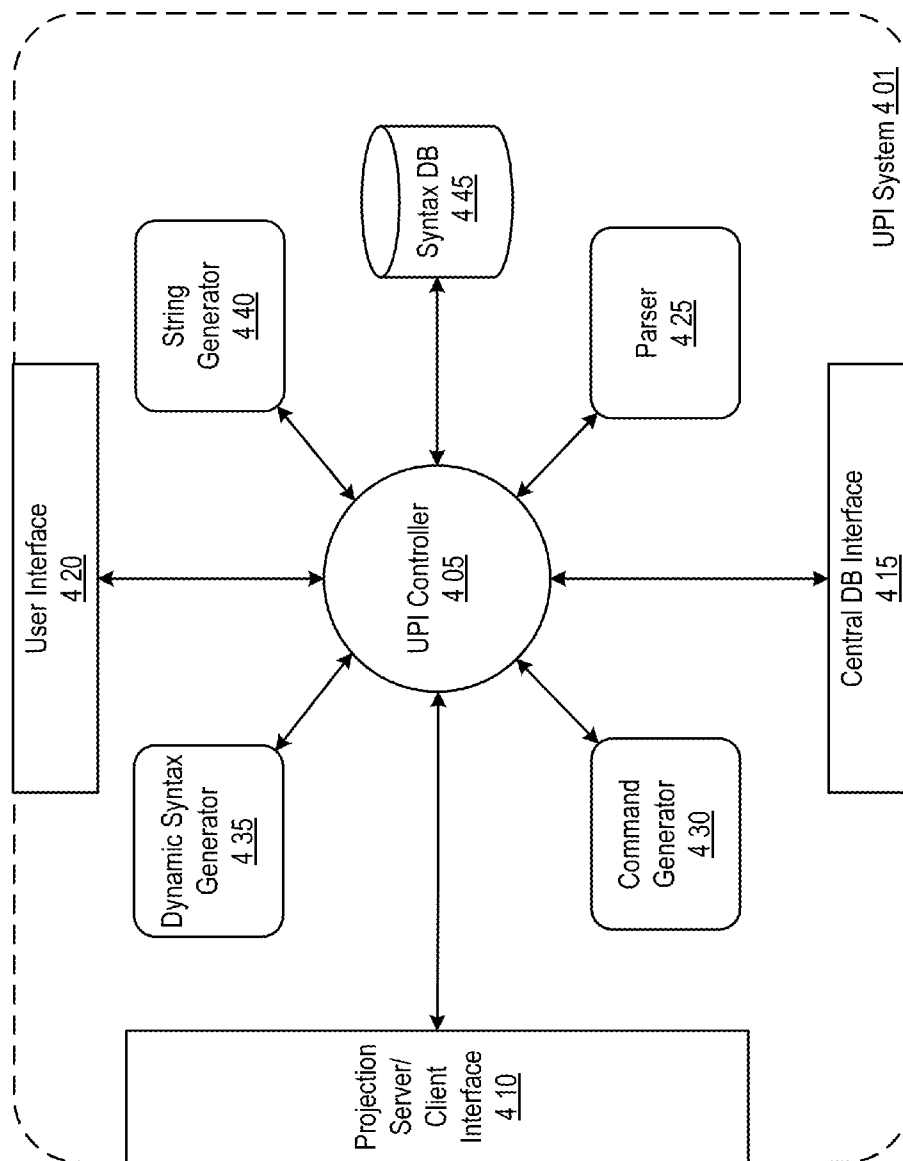 User Interface
4 20
Dynamic Syntax
Generator
4 35
String
Generator
4 40
Projection
Server/
Client
Interface
4 10
UPI Controller
4 05
Syntax DB
4 45
Command
Generator
4 30
Parser
4 25
Central DB Interface
4 15
UPI System 4 01